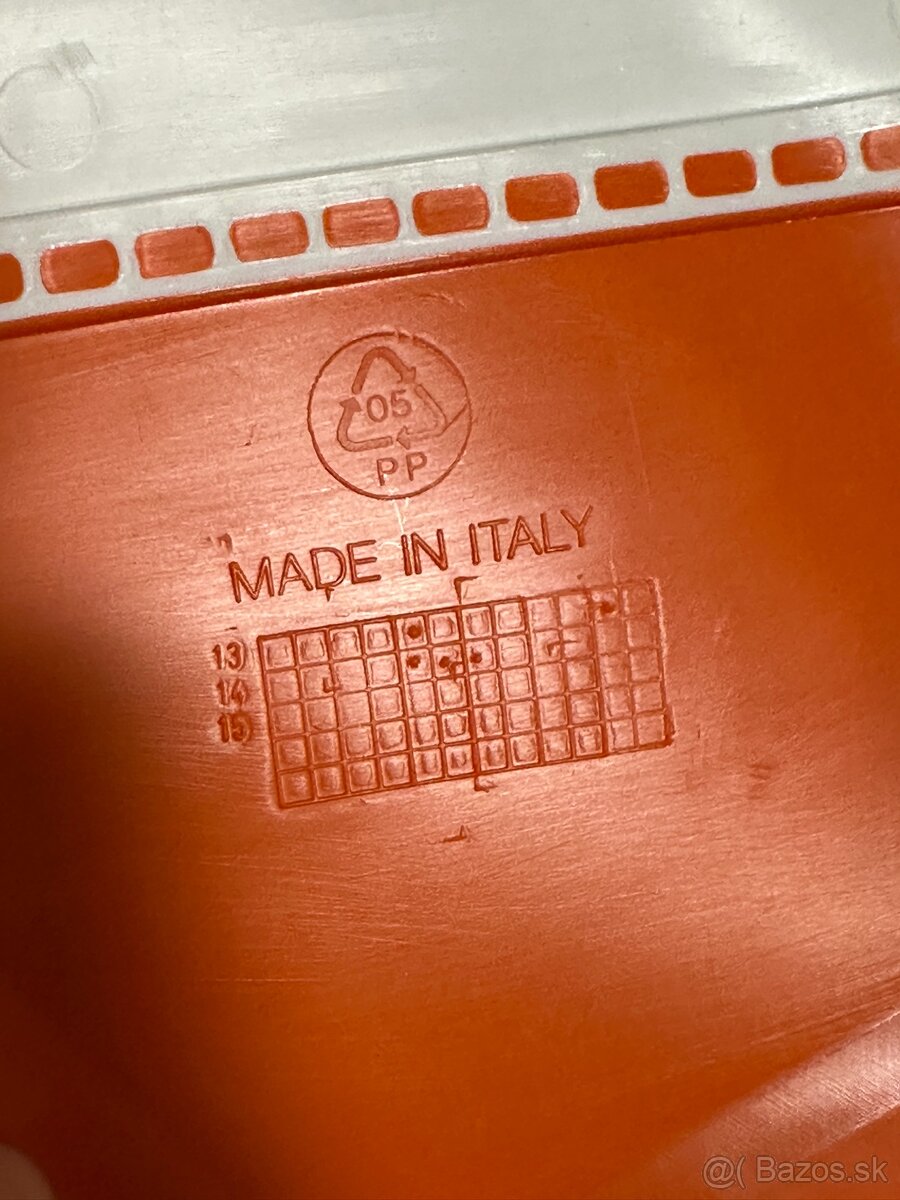 05
PP
MADE IN ITALY
13
14
15
@( Bazos.sk